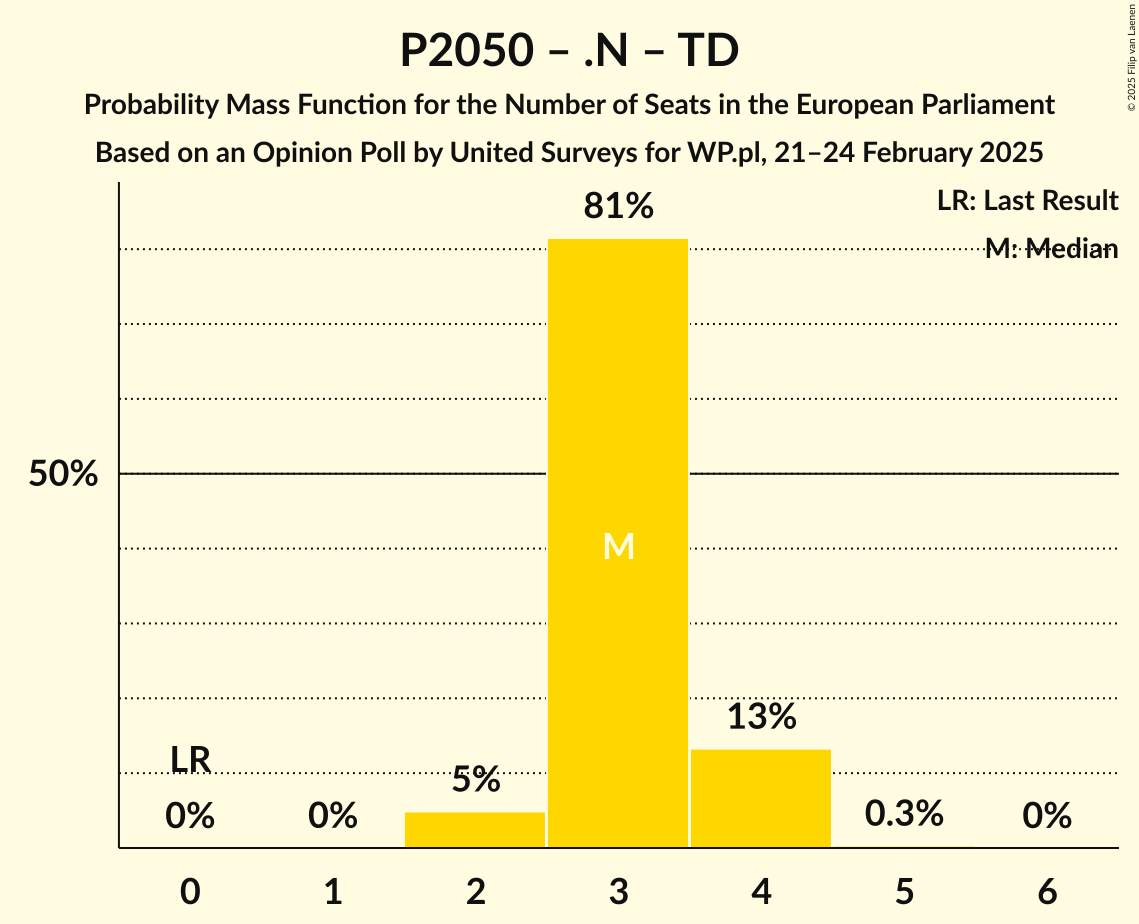 P2050 – .N – TD
Probability Mass Function for the Number of Seats in the European Parliament
Based on an Opinion Poll by United Surveys for WP.pl, 21–24 February 2025
© 2025 Filip van Laenen
LR: Last Result
M: Median
81%
50%
M
13%
LR
5%
0%
0%
0.3%
0%
0 1 2 3 4 5 6